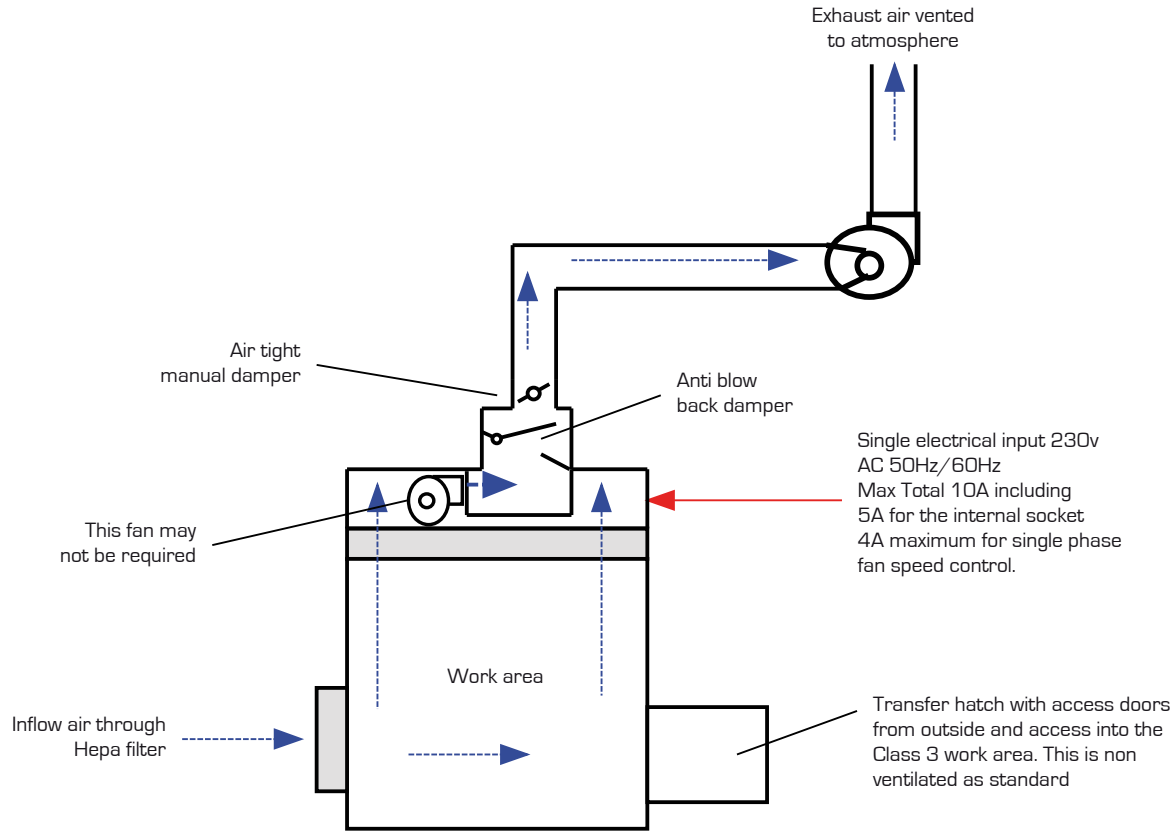 Exhaust air vented
to atmosphere
Air tight
manual damper
Anti blow
back damper
Single electrical input 230v
AC 50Hz/60Hz
Max Total 10A including
5A for the internal socket
4A maximum for single phase
fan speed control.
This fan may
not be required
Work area
Inflow air through
Hepa filter
Transfer hatch with access doors
from outside and access into the
Class 3 work area. This is non
ventilated as standard